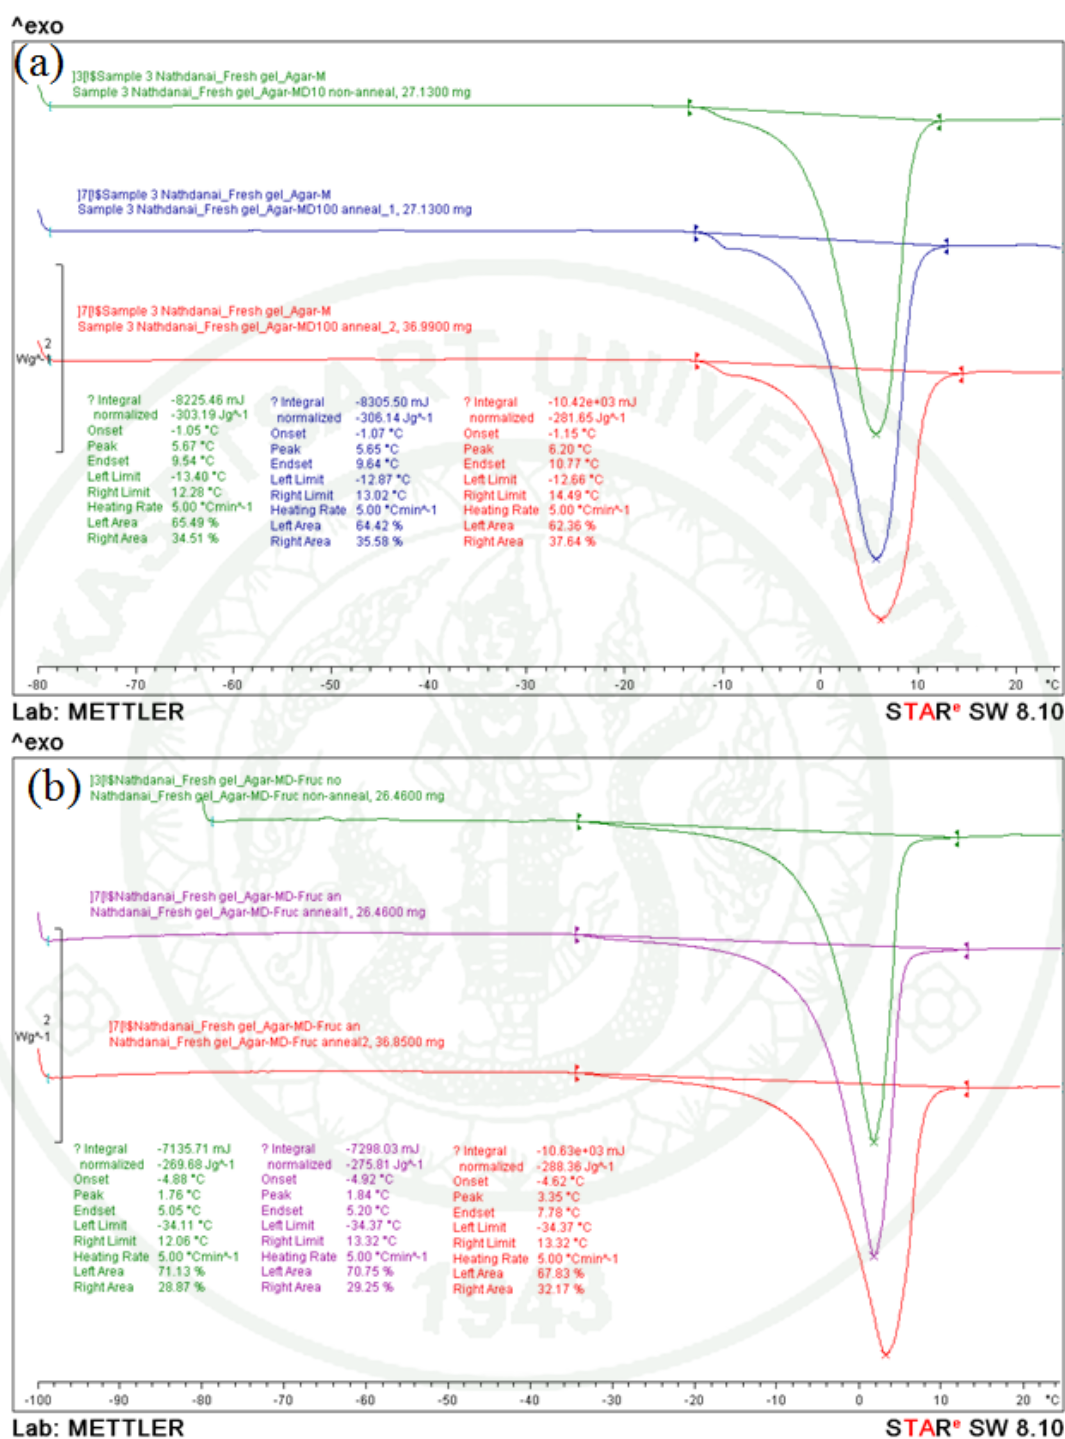 ^exo
(a)
]3[!$Sample 3 Nathdanai_Fresh gel_Agar-M
Sample 3 Nathdanai_Fresh gel_Agar-MD10 non-anneal, 27.1300 mg
]7[!$Sample 3 Nathdanai_Fresh gel_Agar-M
Sample 3 Nathdanai_Fresh gel_Agar-MD100 anneal_1, 27.1300 mg
]7[!$Sample 3 Nathdanai_Fresh gel_Agar-M
Sample 3 Nathdanai_Fresh gel_Agar-MD100 anneal_2, 36.9900 mg
2
Wg^-1
? Integral -8225.46 mJ
normalized -303.19 Jg^-1
Onset -1.05 °C
Peak 5.67 °C
Endset 9.54 °C
Left Limit -13.40 °C
Right Limit 12.28 °C
Heating Rate 5.00 °Cmin^-1
Left Area 65.49 %
Right Area 34.51 %
? Integral -8305.50 mJ
normalized -306.14 Jg^-1
Onset -1.07 °C
Peak 5.65 °C
Endset 9.64 °C
Left Limit -12.87 °C
Right Limit 13.02 °C
Heating Rate 5.00 °Cmin^-1
Left Area 64.42 %
Right Area 35.58 %
? Integral -10.42e+03 mJ
normalized -281.65 Jg^-1
Onset -1.15 °C
Peak 6.20 °C
Endset 10.77 °C
Left Limit -12.66 °C
Right Limit 14.49 °C
Heating Rate 5.00 °Cmin^-1
Left Area 62.36 %
Right Area 37.64 %
KASETSART UNIVERSITY
-80 -70 -60 -50 -40 -30 -20 -10 0 10 20 °C
Lab: METTLER STARe SW 8.10
^exo
(b)
]3[!$Nathdanai_Fresh gel_Agar-MD-Fruc no
Nathdanai_Fresh gel_Agar-MD-Fruc non-anneal, 26.4600 mg
]7[!$Nathdanai_Fresh gel_Agar-MD-Fruc an
Nathdanai_Fresh gel_Agar-MD-Fruc anneal1, 26.4600 mg
]7[!$Nathdanai_Fresh gel_Agar-MD-Fruc an
Nathdanai_Fresh gel_Agar-MD-Fruc anneal2, 36.8500 mg
2
Wg^-1
? Integral -7135.71 mJ
normalized -269.68 Jg^-1
Onset -4.88 °C
Peak 1.76 °C
Endset 5.05 °C
Left Limit -34.11 °C
Right Limit 12.06 °C
Heating Rate 5.00 °Cmin^-1
Left Area 71.13 %
Right Area 28.87 %
? Integral -7298.03 mJ
normalized -275.81 Jg^-1
Onset -4.92 °C
Peak 1.84 °C
Endset 5.20 °C
Left Limit -34.37 °C
Right Limit 13.32 °C
Heating Rate 5.00 °Cmin^-1
Left Area 70.75 %
Right Area 29.25 %
? Integral -10.63e+03 mJ
normalized -288.36 Jg^-1
Onset -4.62 °C
Peak 3.35 °C
Endset 7.78 °C
Left Limit -34.37 °C
Right Limit 13.32 °C
Heating Rate 5.00 °Cmin^-1
Left Area 67.83 %
Right Area 32.17 %
1943
-100 -90 -80 -70 -60 -50 -40 -30 -20 -10 0 10 20 °C
Lab: METTLER STARe SW 8.10